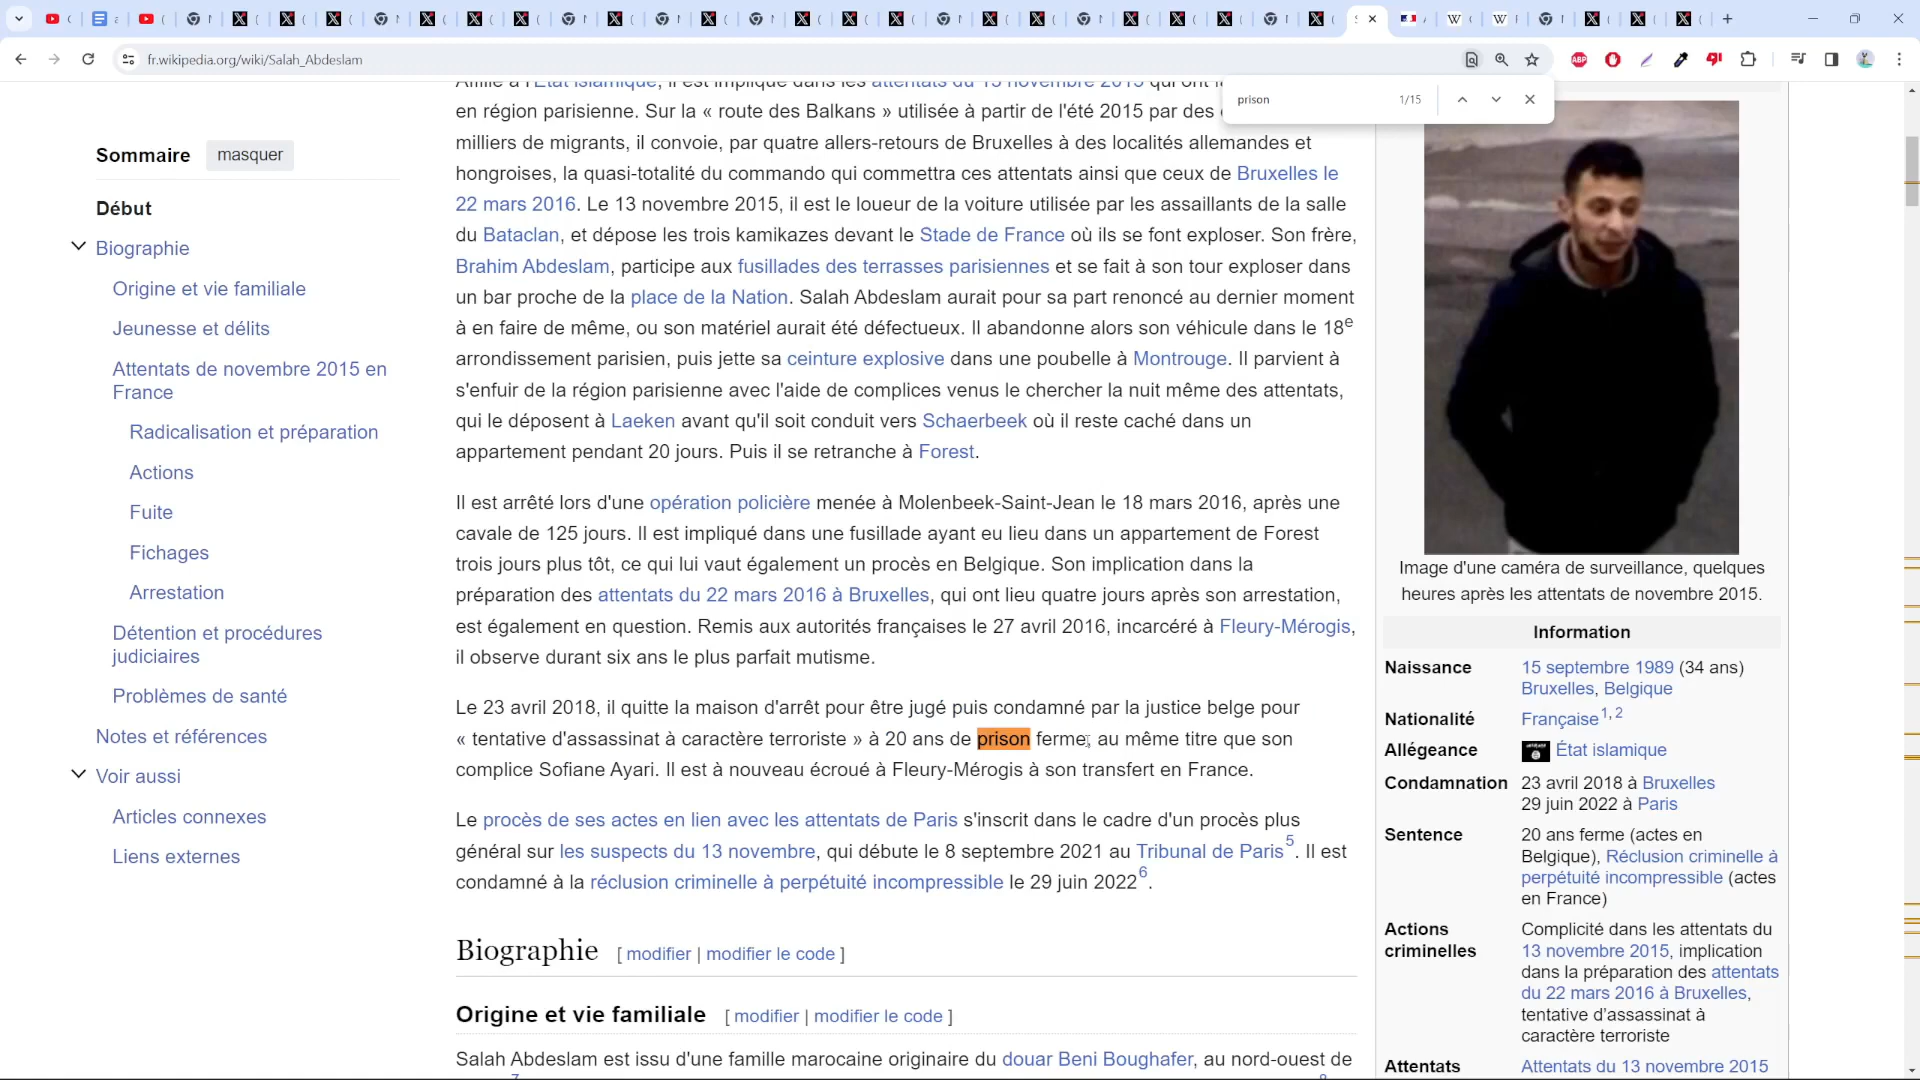 fr.wikipedia.org/wiki/Salah_Abdeslam
prison
1/15
en région parisienne. Sur la « route des Balkans » utilisée à partir de l'été 2015 par des
milliers de migrants, il convoie, par quatre allers-retours de Bruxelles à des localités allemandes et
hongroises, la quasi-totalité du commando qui commettra ces attentats ainsi que ceux de Bruxelles le
22 mars 2016. Le 13 novembre 2015, il est le loueur de la voiture utilisée par les assaillants de la salle
du Bataclan, et dépose les trois kamikazes devant le Stade de France où ils se font exploser. Son frère,
Brahim Abdeslam, participe aux fusillades des terrasses parisiennes et se fait à son tour exploser dans
un bar proche de la place de la Nation. Salah Abdeslam aurait pour sa part renoncé au dernier moment
à en faire de même, ou son matériel aurait été défectueux. Il abandonne alors son véhicule dans le 18e
arrondissement parisien, puis jette sa ceinture explosive dans une poubelle à Montrouge. Il parvient à
s'enfuir de la région parisienne avec l'aide de complices venus le chercher la nuit même des attentats,
qui le déposent à Laeken avant qu'il soit conduit vers Schaerbeek où il reste caché dans un
appartement pendant 20 jours. Puis il se retranche à Forest.
Il est arrêté lors d'une opération policière menée à Molenbeek-Saint-Jean le 18 mars 2016, après une
cavale de 125 jours. Il est impliqué dans une fusillade ayant eu lieu dans un appartement de Forest
trois jours plus tôt, ce qui lui vaut également un procès en Belgique. Son implication dans la
préparation des attentats du 22 mars 2016 à Bruxelles, qui ont lieu quatre jours après son arrestation,
est également en question. Remis aux autorités françaises le 27 avril 2016, incarcéré à Fleury-Mérogis,
il observe durant six ans le plus parfait mutisme.
Le 23 avril 2018, il quitte la maison d'arrêt pour être jugé puis condamné par la justice belge pour
« tentative d'assassinat à caractère terroriste » à 20 ans de prison ferme, au même titre que son
complice Sofiane Ayari. Il est à nouveau écroué à Fleury-Mérogis à son transfert en France.
Le procès de ses actes en lien avec les attentats de Paris s'inscrit dans le cadre d'un procès plus
général sur les suspects du 13 novembre, qui débute le 8 septembre 2021 au Tribunal de Paris5. Il est
condamné à la réclusion criminelle à perpétuité incompressible le 29 juin 20226.
Biographie [ modifier | modifier le code ]
Origine et vie familiale [ modifier | modifier le code ]
Salah Abdeslam est issu d'une famille marocaine originaire du douar Beni Boughafer, au nord-ouest de
Sommaire masquer
Début
Biographie
Origine et vie familiale
Jeunesse et délits
Attentats de novembre 2015 en
France
Radicalisation et préparation
Actions
Fuite
Fichages
Arrestation
Détention et procédures
judiciaires
Problèmes de santé
Notes et références
Voir aussi
Articles connexes
Liens externes
Image d'une caméra de surveillance, quelques
heures après les attentats de novembre 2015.
Information
Naissance 15 septembre 1989 (34 ans)
Bruxelles, Belgique
Nationalité Française1, 2
Allégeance État islamique
Condamnation 23 avril 2018 à Bruxelles
29 juin 2022 à Paris
Sentence 20 ans ferme (actes en
Belgique), Réclusion criminelle à
perpétuité incompressible (actes
en France)
Actions Complicité dans les attentats du
criminelles 13 novembre 2015, implication
dans la préparation des attentats
du 22 mars 2016 à Bruxelles,
tentative d'assassinat à
caractère terroriste
Attentats Attentats du 13 novembre 2015